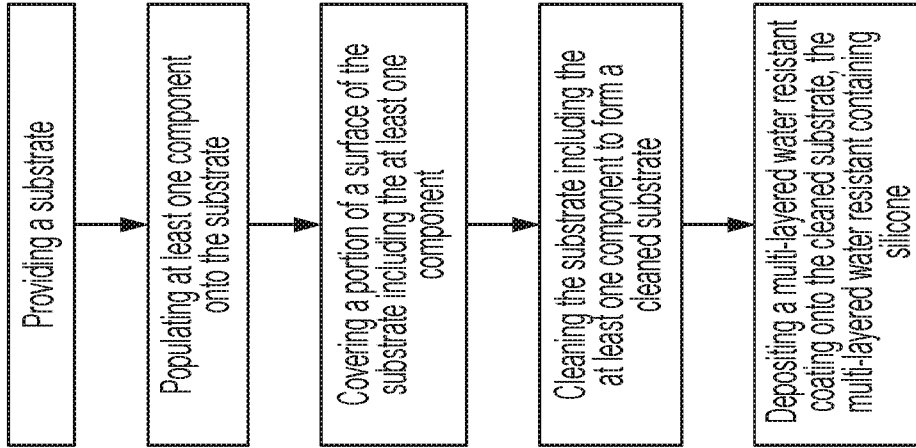 Providing a substrate
Populating at least one component
onto the substrate
Covering a portion of a surface of the
substrate including the at least one
component
Cleaning the substrate including the
at least one component to form a
cleaned substrate
Depositing a multi-layered water resistant
coating onto the cleaned substrate, the
multi-layered water resistant containing
silicone